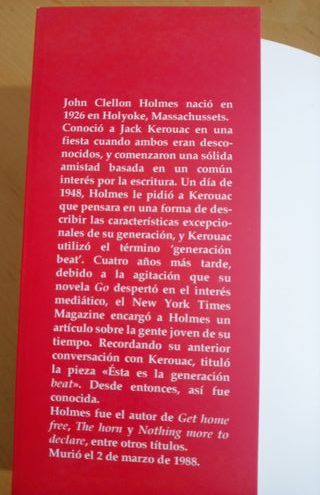 John Clellon Holmes nació en
1926 en Holyoke, Massachussets.
Conoció a Jack Kerouac en una
fiesta cuando ambos eran desco-
nocidos, y comenzaron una sólida
amistad basada en un común
interés por la escritura. Un día de
1948, Holmes le pidió a Kerouac
que pensara en una forma de des-
cribir las características excepcio-
nales de su generación, y Kerouac
utilizó el término ‘generación
beat’. Cuatro años más tarde,
debido a la agitación que su
novela Go despertó en el interés
mediático, el New York Times
Magazine encargó a Holmes un
artículo sobre la gente joven de su
tiempo. Recordando su anterior
conversación con Kerouac, tituló
la pieza «Ésta es la generación
beat». Desde entonces, así fue
conocida.
Holmes fue el autor de Get home
free, The horn y Nothing more to
declare, entre otros títulos.
Murió el 2 de marzo de 1988.